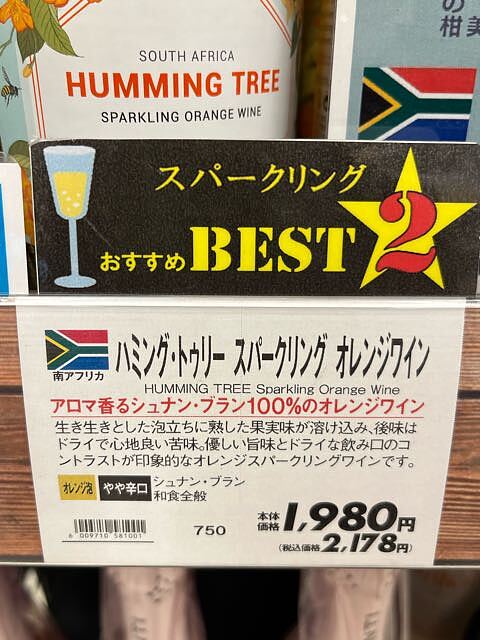 SOUTH AFRICA
HUMMING TREE
SPARKLING ORANGE WINE
の
柑美
スパークリング
おすすめ BEST 2
南アフリカ
ハミング・トゥリー スパークリング オレンジワイン
HUMMING TREE Sparkling Orange Wine
アロマ香るシュナン・ブラン100%のオレンジワイン
生き生きとした泡立ちに熟した果実味が溶け込み、後味は
ドライで心地良い苦味。優しい旨味とドライな飲み口のコ
ントラストが印象的なオレンジスパークリングワインです。
オレンジ泡 やや辛口 シュナン・ブラン
和食全般
6 009710 581001
750
本体価格 1,980円
(税込価格 2,178円)